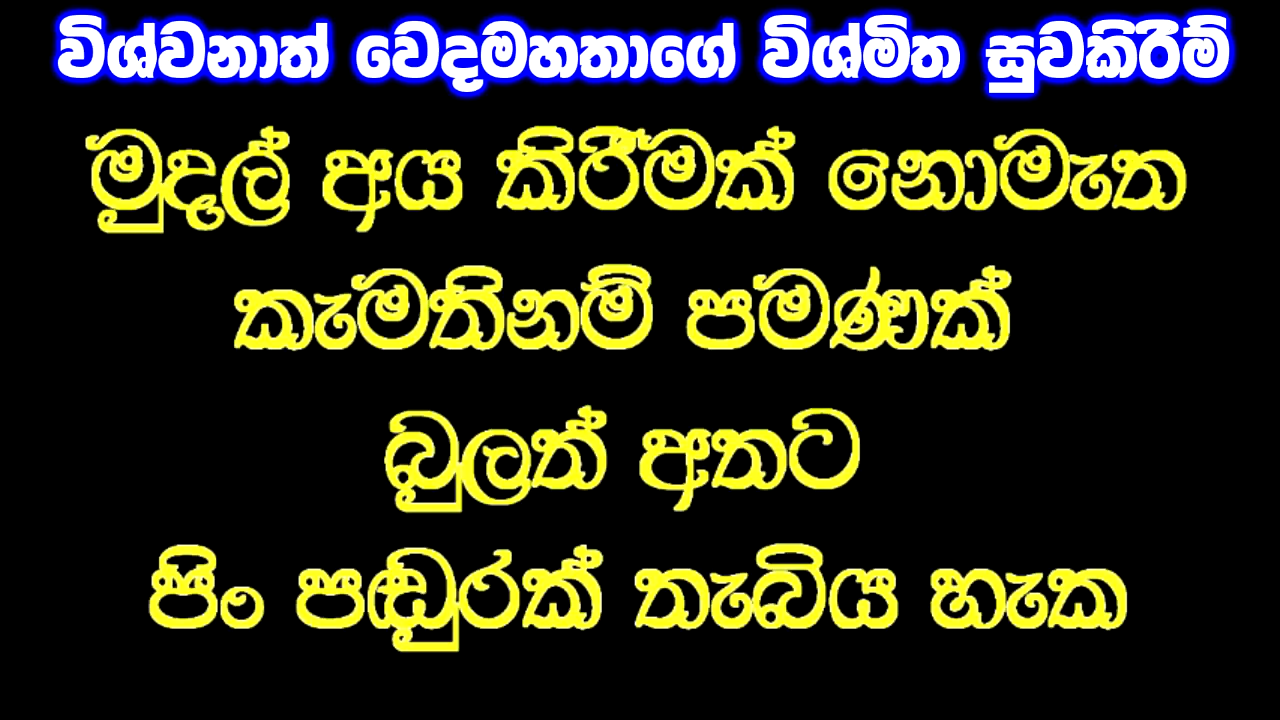 විශ්වනාත් වෙදමහතාගේ විශ්මිත සුවකිරීම්
මුදල් අය කිරීමක් නොමැත
කැමතිනම් පමණක්
බුලත් අතට
පිං පඬුරක් තැබිය හැක